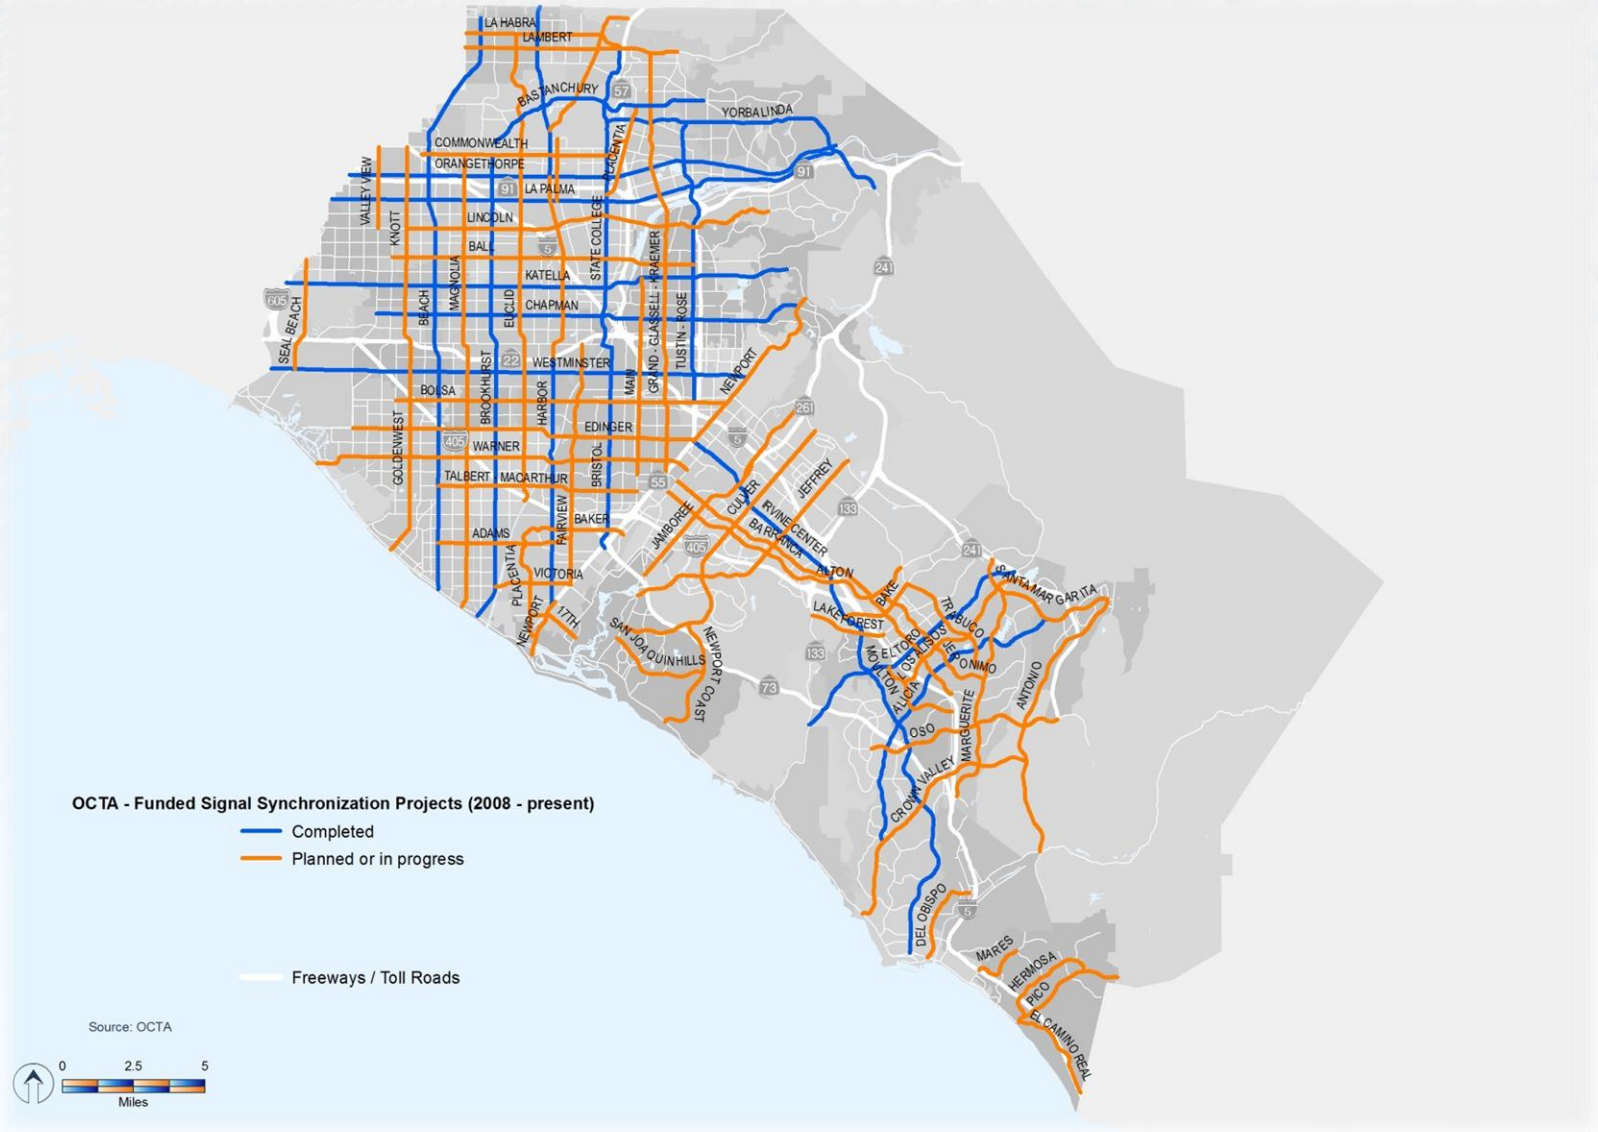 LA HABRA
LAMBERT
BASTANCHURY
57
YORBA LINDA
COMMONWEALTH
PLACENTIA
ORANGETHORPE
VALLEY VIEW
91
LA PALMA
91
KNOTT
LINCOLN
STATE COLLEGE
BALL
5
241
KATELLA
MAGNOLIA
GRAND - GLASSELL - KRAEMER
605
SEAL BEACH
BEACH
EUCLID
CHAPMAN
TUSTIN - ROSE
22
WESTMINSTER
BROOKHURST
MAIN
NEWPORT
BOLSA
HARBOR
261
GOLDENWEST
405
EDINGER
5
WARNER
BRISTOL
TALBERT - MACARTHUR
55
CULVER
JEFFREY
133
FAIRVIEW
BAKER
JAMBOREE
IRVINE CENTER
BARRANCA
ADAMS
405
241
PLACENTIA
VICTORIA
ALTON
SANTA MARGARITA
BAKE
NEWPORT
17TH
LAKE FOREST
TRABUCO
SAN JOAQUIN HILLS
NEWPORT COAST
133
EL TORO
LOS ALISOS
JERONIMO
MOULTON
73
ALICIA
ANTONIO
MARGUERITE
OSO
CROWN VALLEY
OCTA - Funded Signal Synchronization Projects (2008 - present)
Completed
Planned or in progress
DEL OBISPO
5
MARES
HERMOSA
PICO
EL CAMINO REAL
Freeways / Toll Roads
Source: OCTA
0 2.5 5
Miles